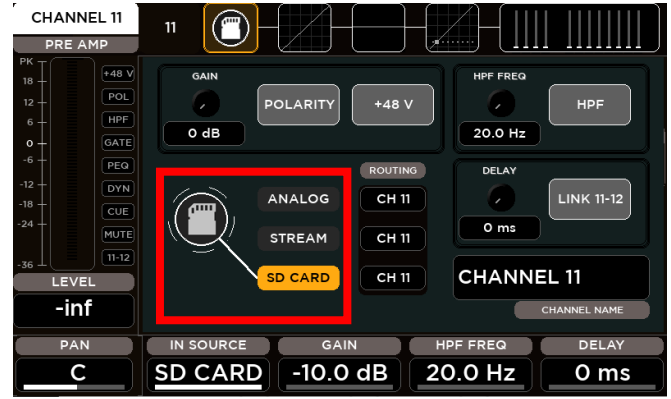 CHANNEL 11
11
PRE AMP
PK
18
12
6
0
-6
-12
-18
-24
-36
+48 V
POL
HPF
GATE
PEQ
DYN
CUE
MUTE
11-12
LEVEL
-inf
GAIN
0 dB
POLARITY
+48 V
HPF FREQ
20.0 Hz
HPF
ROUTING
ANALOG
CH 11
STREAM
CH 11
SD CARD
CH 11
DELAY
0 ms
LINK 11-12
CHANNEL 11
CHANNEL NAME
PAN
C
IN SOURCE
SD CARD
GAIN
-10.0 dB
HPF FREQ
20.0 Hz
DELAY
0 ms